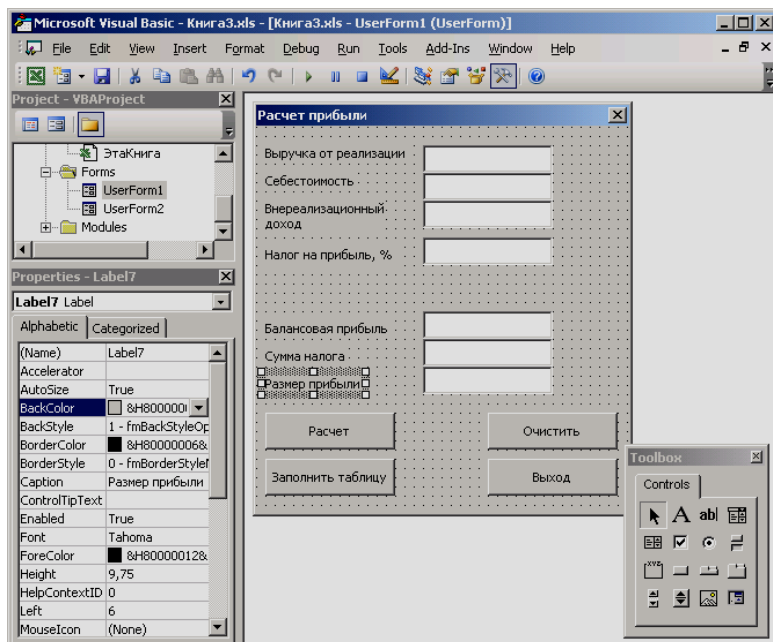 Microsoft Visual Basic - Книга3.xls - [Книга3.xls - UserForm1 (UserForm)]
File Edit View Insert Format Debug Run Tools Add-Ins Window Help
Project - VBAProject
ЭтаКнига
Forms
UserForm1
UserForm2
Modules
Properties - Label7
Label7 Label
Alphabetic Categorized
(Name) Label7
Accelerator
AutoSize True
BackColor &H8000000
BackStyle 1 - fmBackStyleOp
BorderColor &H80000006&
BorderStyle 0 - fmBorderStyle
Caption Размер прибыли
ControlTipText
Enabled True
Font Tahoma
ForeColor &H80000012&
Height 9,75
HelpContextID 0
Left 6
MouseIcon (None)
Расчет прибыли
Выручка от реализации
Себестоимость
Внереализационный
доход
Налог на прибыль, %
Балансовая прибыль
Сумма налога
Размер прибыли
Расчет Очистить
Заполнить таблицу Выход
Toolbox
Controls
A ab|
XYZ